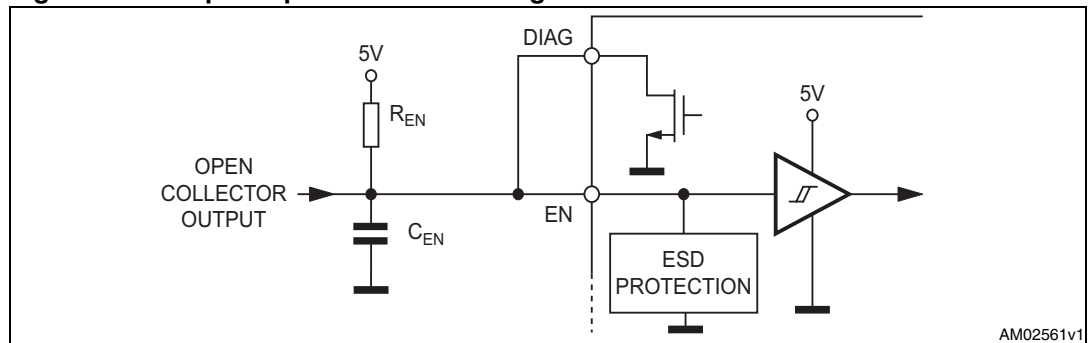 DIAG
5V
R_EN
5V
OPEN
COLLECTOR
OUTPUT
EN
C_EN
ESD
PROTECTION
AM02561v1